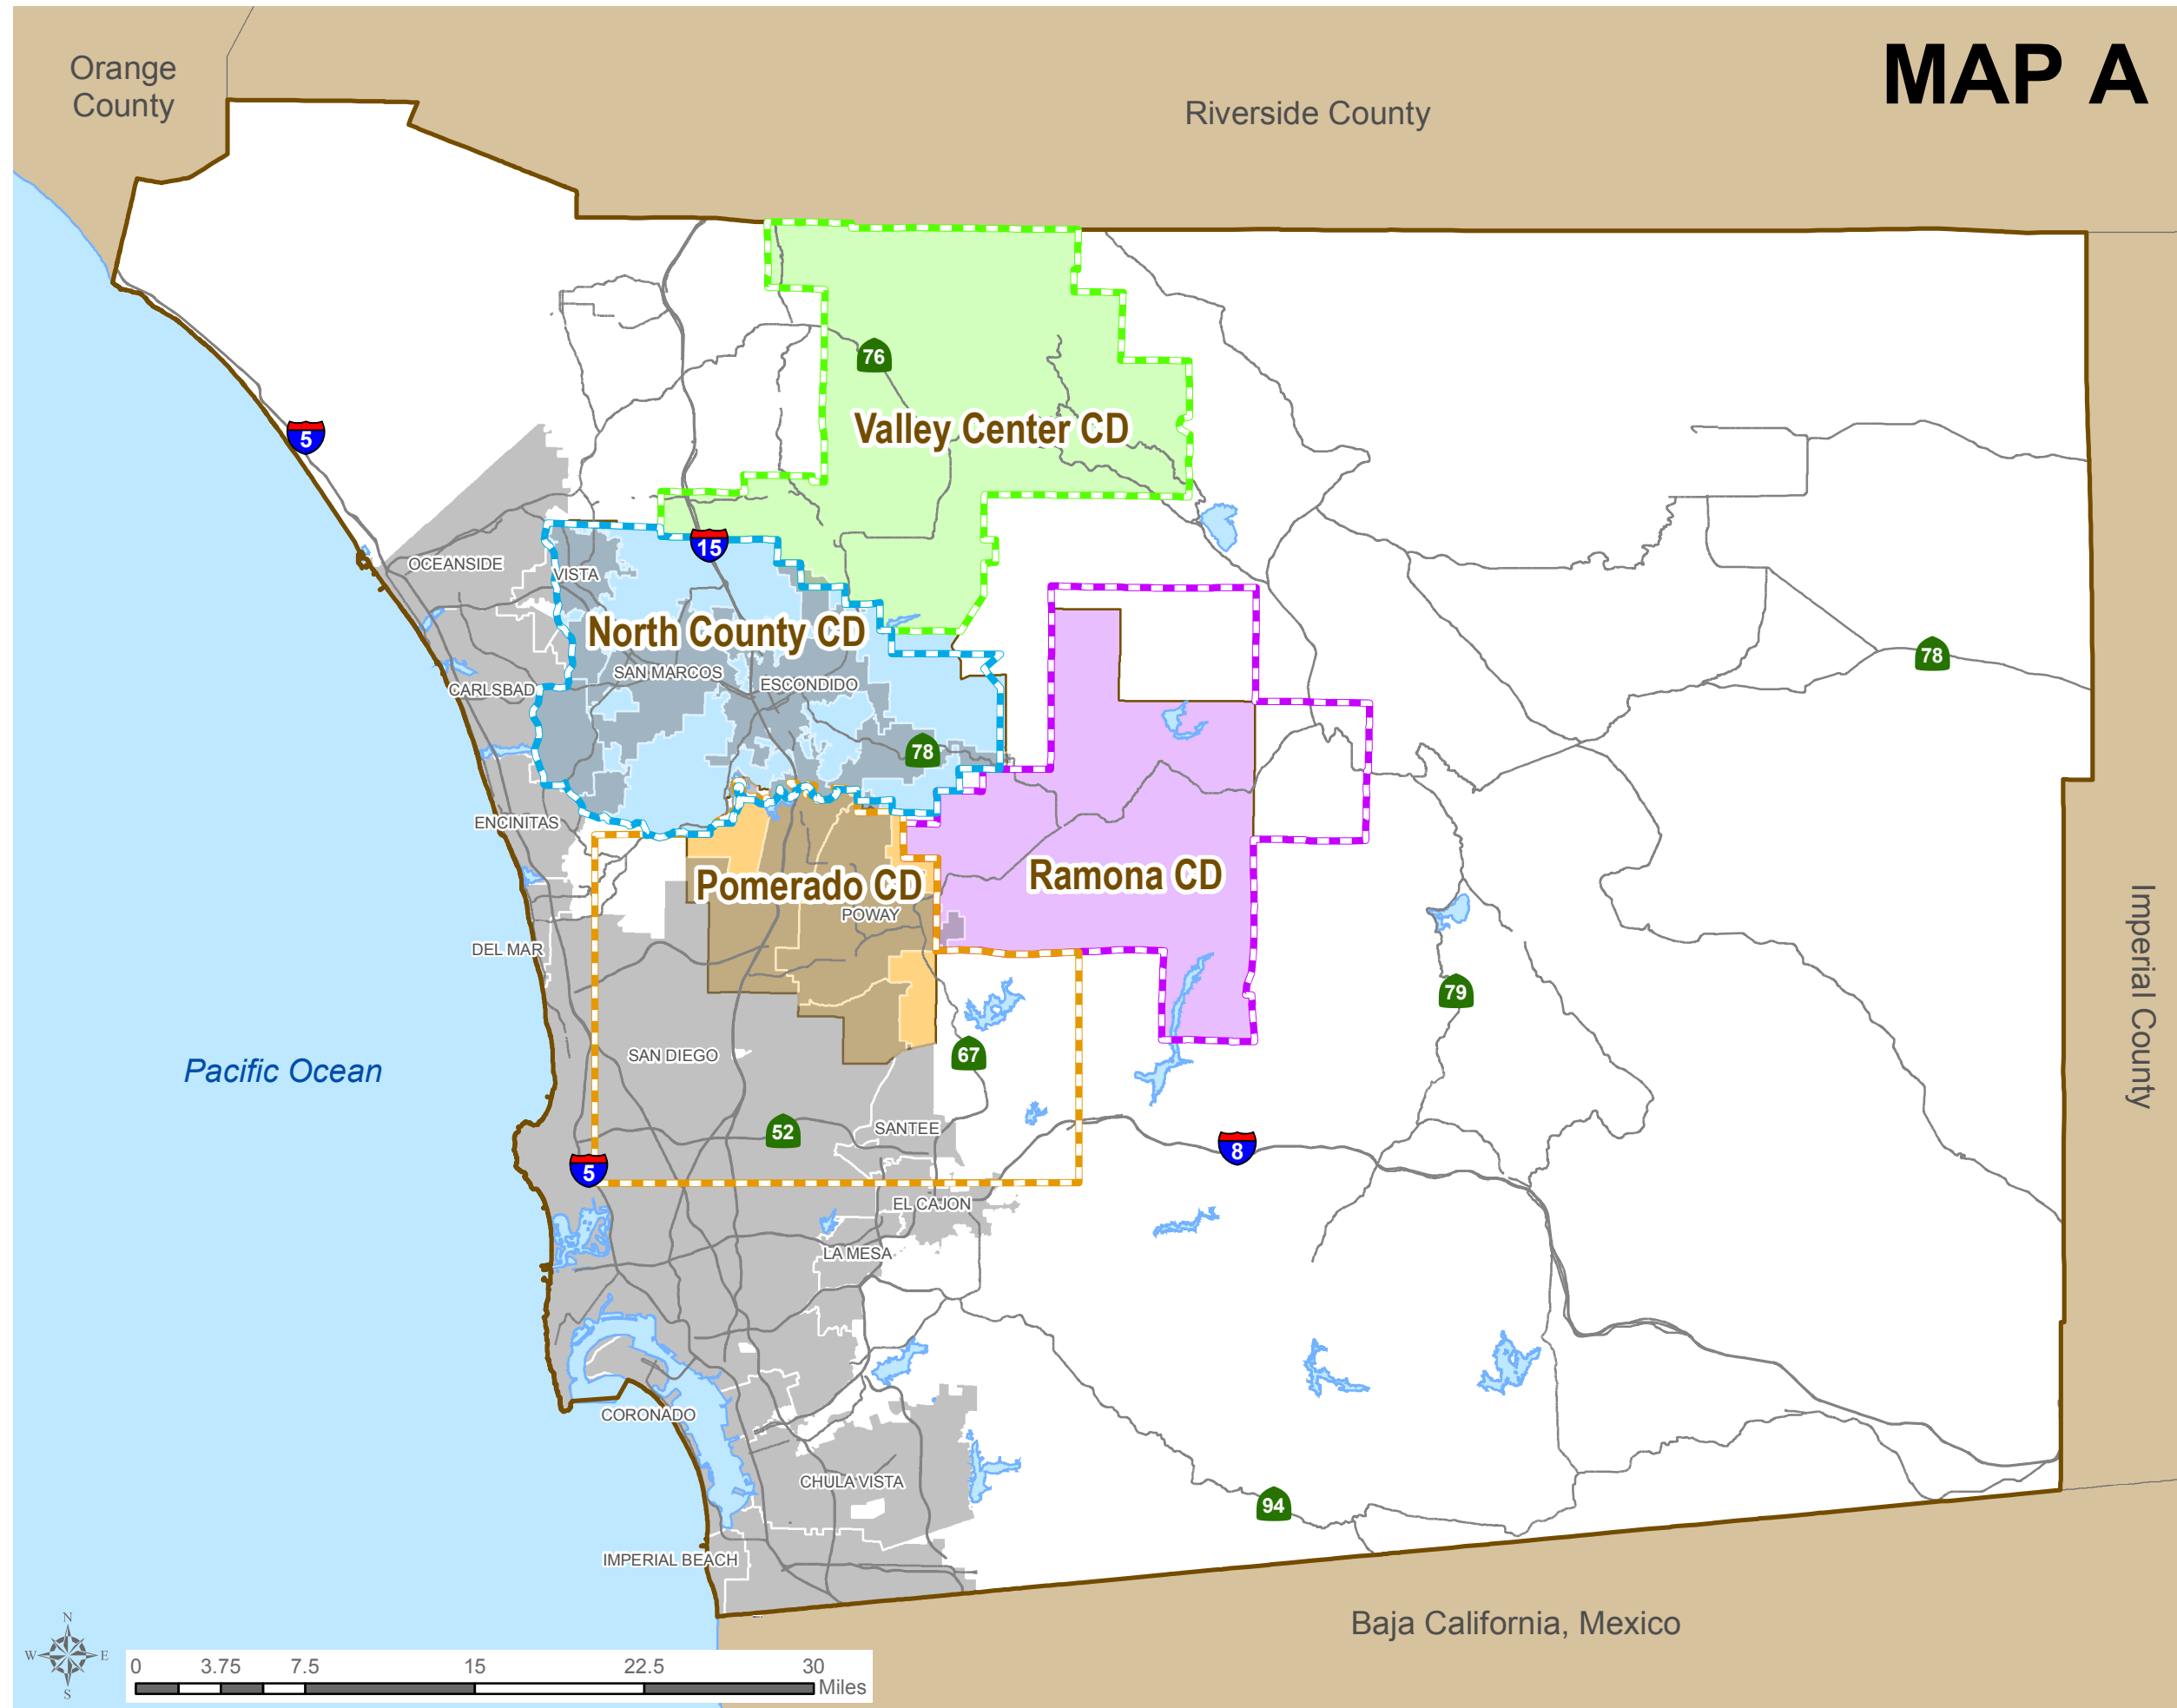 MAP A
Orange
County
Riverside County
76
Valley Center CD
5
15
OCEANSIDE
VISTA
North County CD
78
SAN MARCOS
CARLSBAD
ESCONDIDO
78
ENCINITAS
Pomerado CD
Ramona CD
POWAY
DEL MAR
79
Imperial County
SAN DIEGO
67
Pacific Ocean
52
SANTEE
8
5
EL CAJON
LA MESA
CORONADO
CHULA VISTA
94
IMPERIAL BEACH
Baja California, Mexico
N
W E
S
0 3.75 7.5 15 22.5 30
Miles